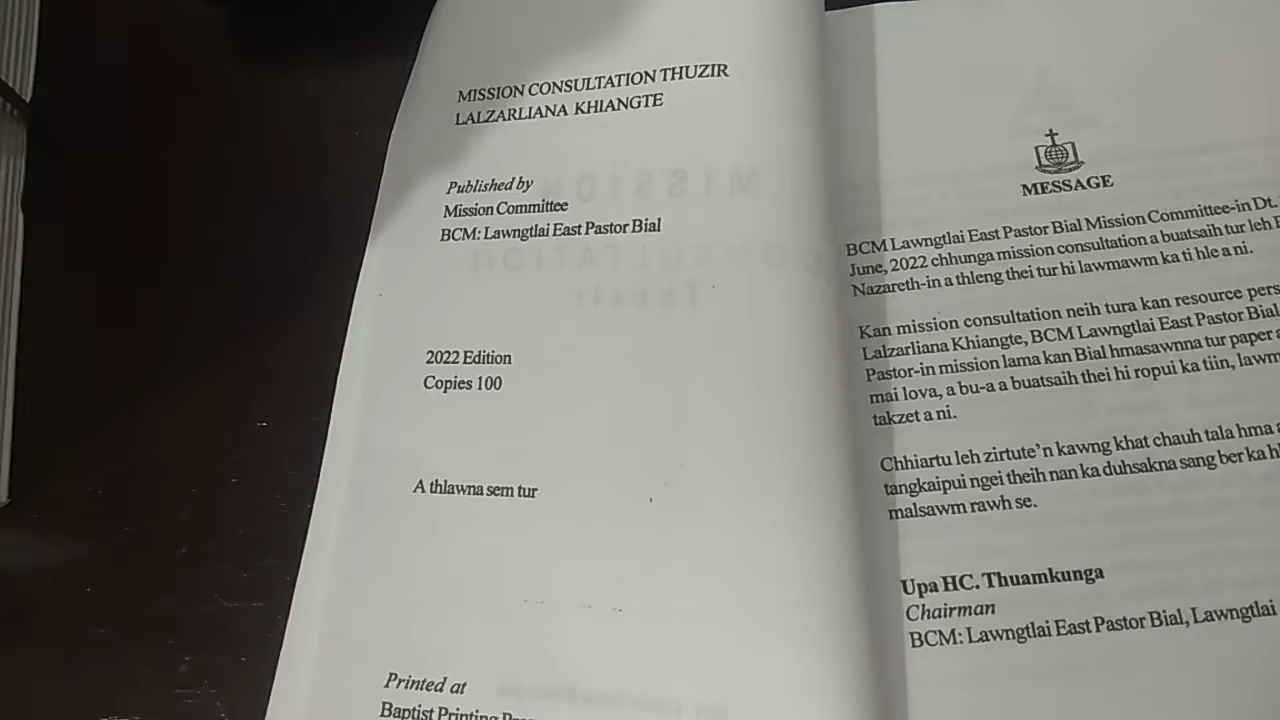 MISSION CONSULTATION THUZIR
LALZARLIANA KHIANGTE
Published by
Mission Committee
BCM: Lawngtlai East Pastor Bial
2022 Edition
Copies 100
A thlawna sem tur
Printed at
Baptist Printing
MESSAGE
BCM Lawngtlai East Pastor Bial Mission Committee-in Dt.
June, 2022 chhunga mission consultation a buatsaih tur leh
Nazareth-in a thleng thei tur hi lawmawm ka ti hle a ni.
Kan mission consultation neih tura kan resource
Lalzarliana Khiangte, BCM Lawngtlai East Pastor Bial
Pastor-in mission lama kan Bial hmasawnna tur paper
mai lova, a bu-a a buatsaih thei hi ropui ka tiin,
takzet a ni.
Chhiartu leh zirtute'n kawng khat chauh tala hma
tangkaipui ngei theih nan ka duhsakna sang ber ka
malsawm rawh se.
Upa HC. Thuamkunga
Chairman
BCM: Lawngtlai East Pastor Bial, Lawngtlai